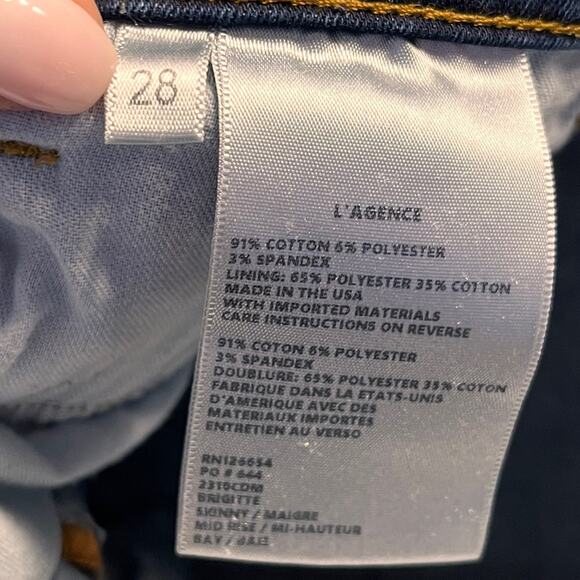 28
L'AGENCE
91% COTTON 6% POLYESTER
3% SPANDEX
LINING: 65% POLYESTER 35% COTTON
MADE IN THE USA
WITH IMPORTED MATERIALS
CARE INSTRUCTIONS ON REVERSE
91% COTON 6% POLYESTER
3% SPANDEX
DOUBLURE: 65% POLYESTER 35% COTON
FABRIQUE DANS LA ETATS-UNIS
D'AMERIQUE AVEC DES
MATERIAUX IMPORTES
ENTRETIEN AU VERSO
RN126654
PO # 644
2310CDM
BRIGITTE
SKINNY / MAIGRE
MID RISE / MI-HAUTEUR
BAY / BAIE